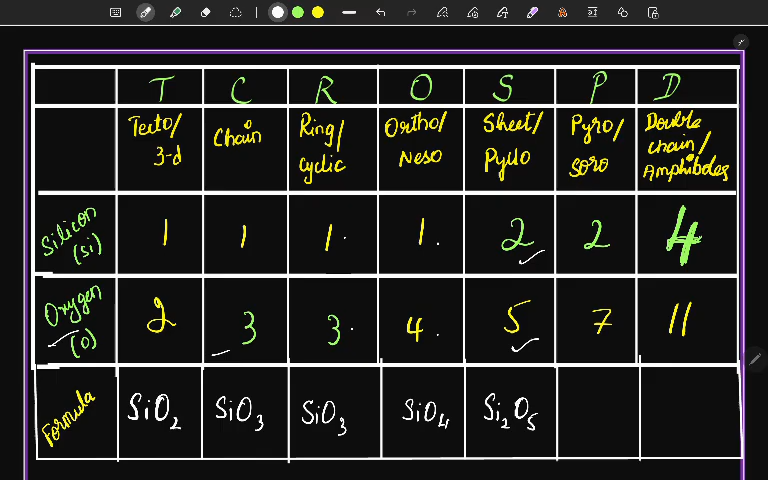 T C R O S P D
Tecto/ 3-d
Chain
Ring/ cyclic
Ortho/ Neso
Sheet/ Pyllo
Pyro/ soro
Double chain/ Amphiboles
Silicon (Si) 1 1 1. 1. 2 2 4
Oxygen (O) 2 3 3. 4. 5 7 11
Formula SiO2 SiO3 SiO3 SiO4 Si2O5